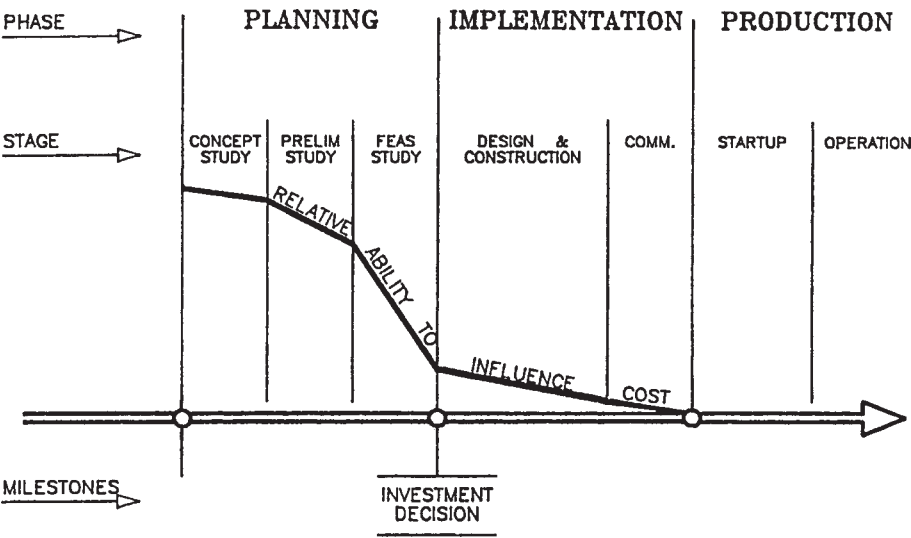 PHASE
PLANNING
IMPLEMENTATION
PRODUCTION
STAGE
CONCEPT
STUDY
PRELIM
STUDY
FEAS
STUDY
DESIGN &
CONSTRUCTION
COMM.
STARTUP
OPERATION
RELATIVE ABILITY TO INFLUENCE COST
MILESTONES
INVESTMENT
DECISION